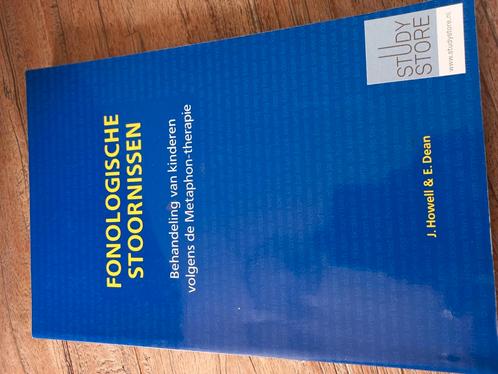 FONOLOGISCHE
STOORNISSEN
Behandeling van kinderen
volgens de Metaphon-therapie
J. Howell & E. Dean
STUDY
STORE
www.studystore.nl